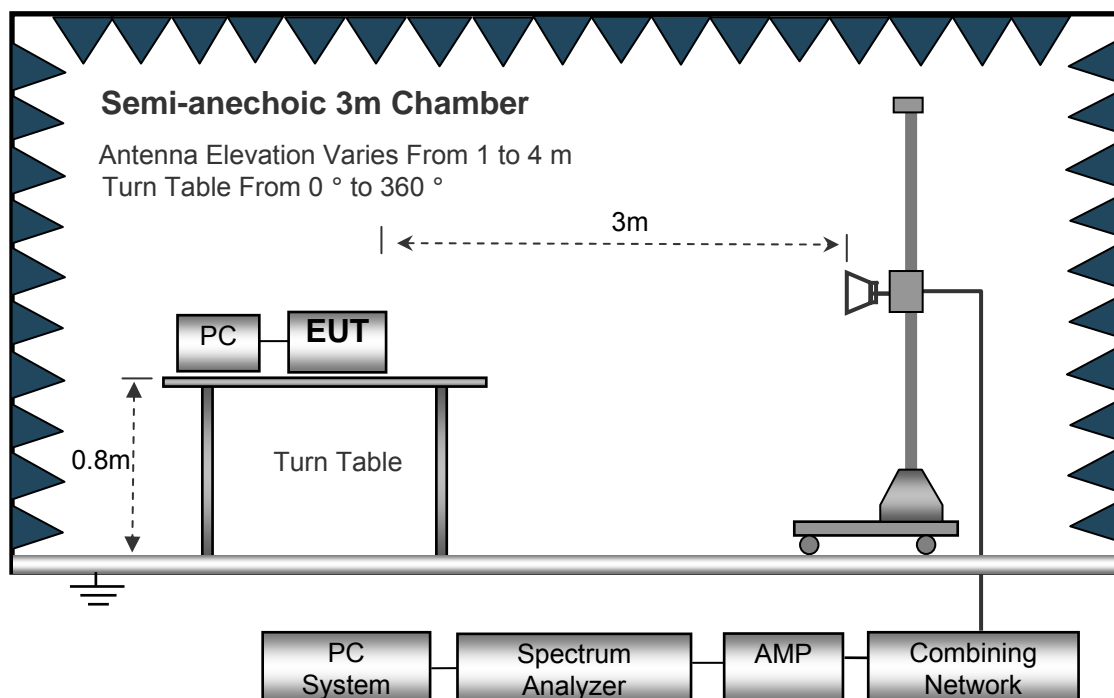 Semi-anechoic 3m Chamber
Antenna Elevation Varies From 1 to 4 m
Turn Table From 0 ° to 360 °
3m
PC
EUT
0.8m
Turn Table
PC
System
Spectrum
Analyzer
AMP
Combining
Network